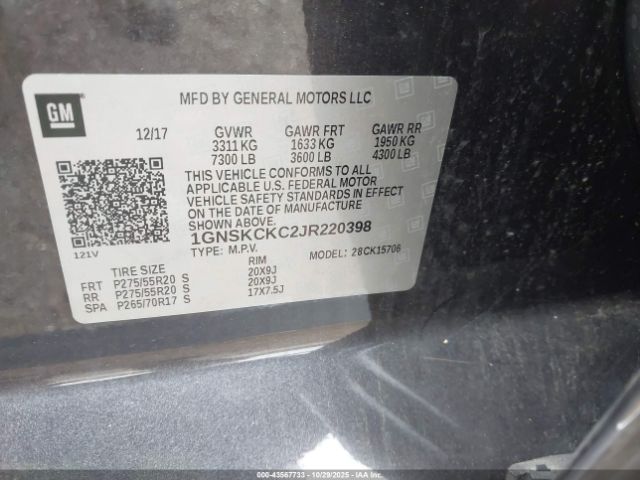 GM
MFD BY GENERAL MOTORS LLC
12/17 GVWR GAWR FRT GAWR RR
3311 KG 1633 KG 1950 KG
7300 LB 3600 LB 4300 LB
THIS VEHICLE CONFORMS TO ALL
APPLICABLE U.S. FEDERAL MOTOR
VEHICLE SAFETY STANDARDS IN EFFECT
ON THE DATE OF MANUFACTURE
SHOWN ABOVE.
1GNSKCKC2JR220398
121V TYPE: M.P.V. MODEL: 28CK15706
TIRE SIZE RIM
FRT P275/55R20 S 20X9J
RR P275/55R20 S 20X9J
SPA P265/70R17 S 17X7.5J
000-43567733 - 10/29/2025 - IAAI.COM